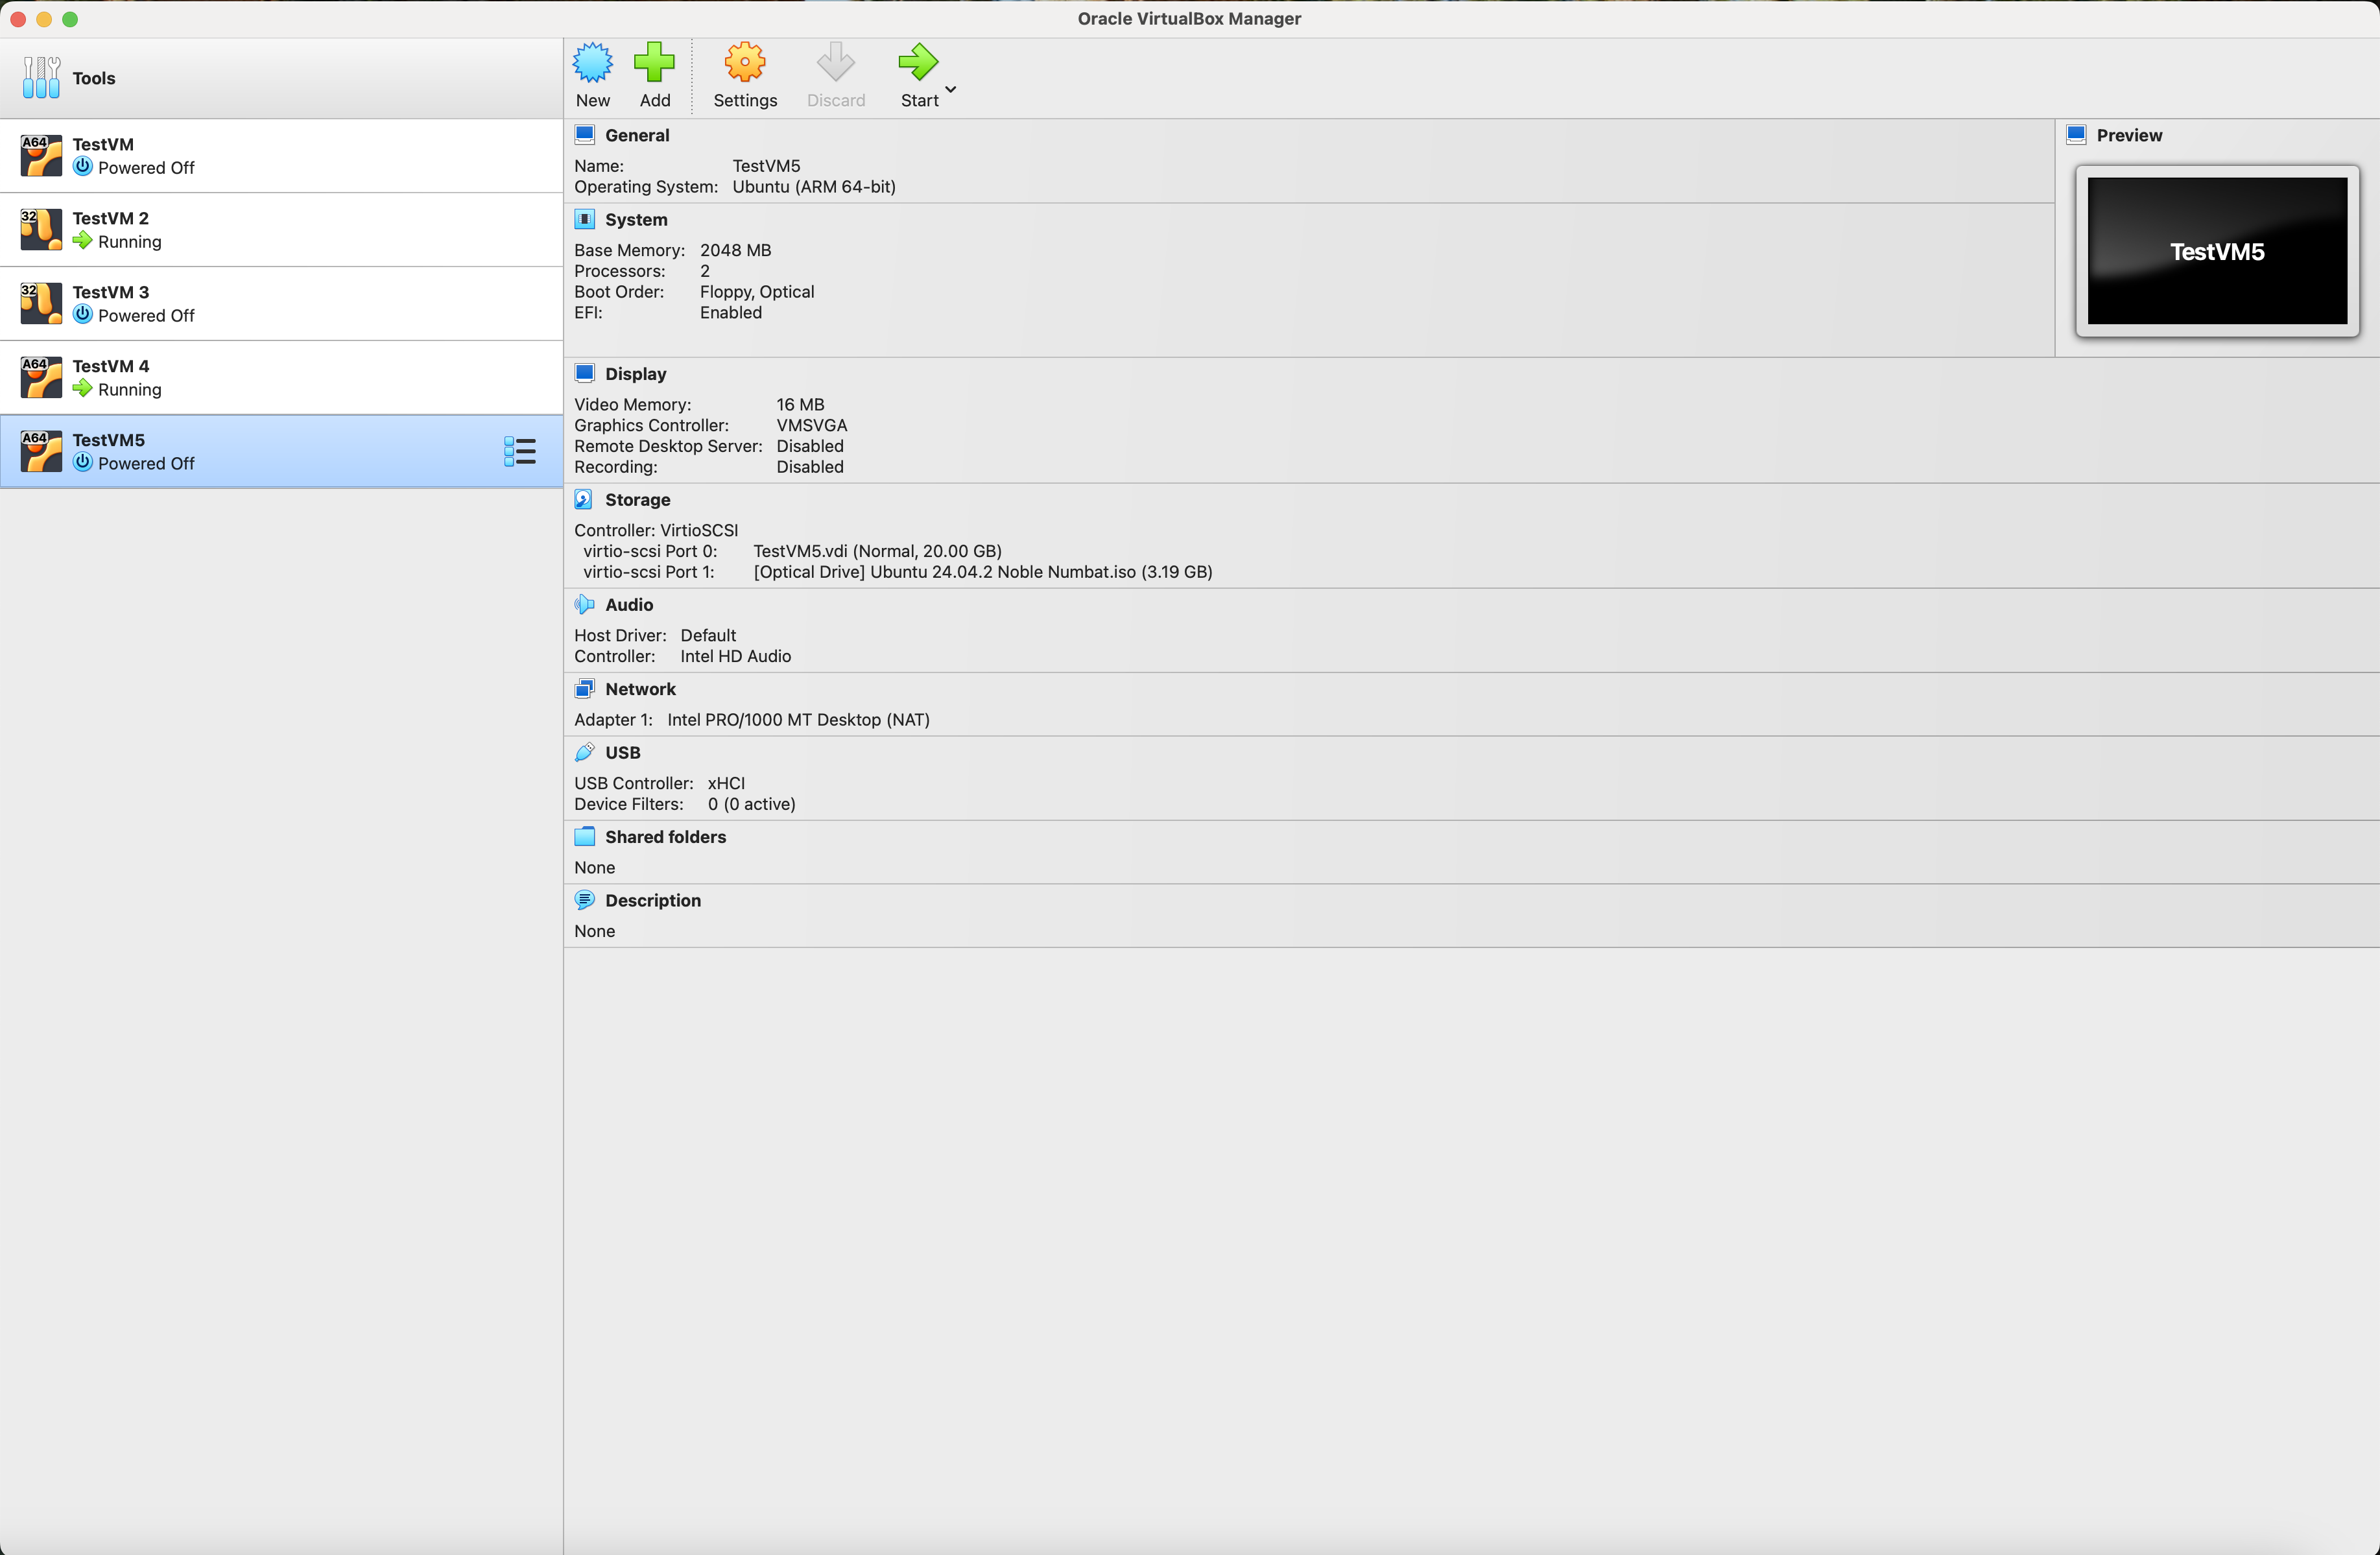 Oracle VirtualBox Manager
Tools
New
Add
Settings
Discard
Start
A64
TestVM
Powered Off
32
TestVM 2
Running
32
TestVM 3
Powered Off
A64
TestVM 4
Running
A64
TestVM5
Powered Off
General
Name: TestVM5
Operating System: Ubuntu (ARM 64-bit)
System
Base Memory: 2048 MB
Processors: 2
Boot Order: Floppy, Optical
EFI: Enabled
Preview
TestVM5
Display
Video Memory: 16 MB
Graphics Controller: VMSVGA
Remote Desktop Server: Disabled
Recording: Disabled
Storage
Controller: VirtioSCSI
virtio-scsi Port 0: TestVM5.vdi (Normal, 20.00 GB)
virtio-scsi Port 1: [Optical Drive] Ubuntu 24.04.2 Noble Numbat.iso (3.19 GB)
Audio
Host Driver: Default
Controller: Intel HD Audio
Network
Adapter 1: Intel PRO/1000 MT Desktop (NAT)
USB
USB Controller: xHCI
Device Filters: 0 (0 active)
Shared folders
None
Description
None